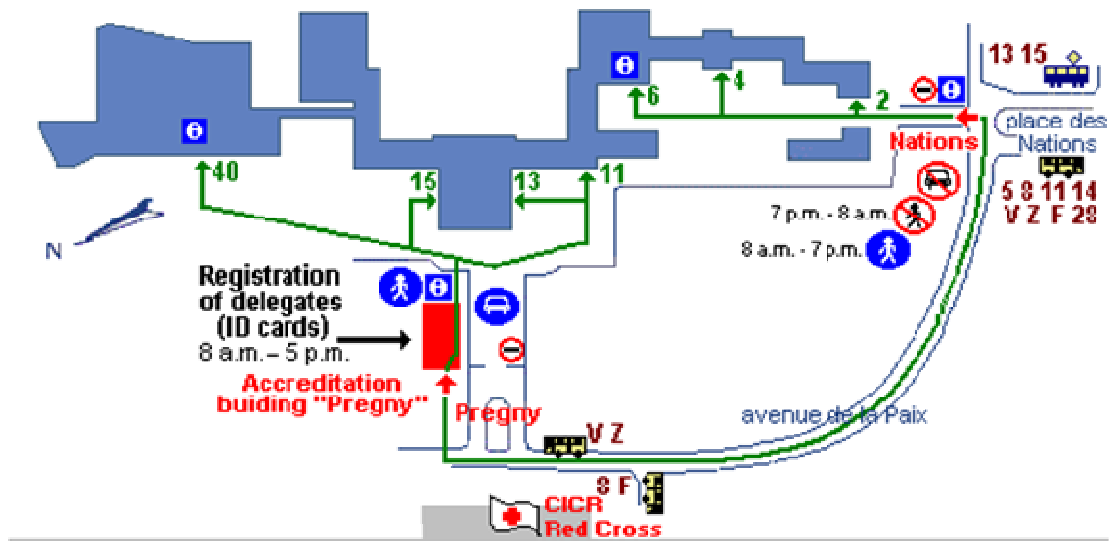 13 15
6
4
2
place des
Nations
Nations
40
15
13
11
5 8 11 14
V Z F 28
7 p.m. - 8 a.m.
8 a.m. - 7 p.m.
N
Registration
of delegates
(ID cards)
8 a.m. – 5 p.m.
Accreditation
buiding "Pregny"
Pregny
avenue de la Paix
V Z
8 F
CICR
Red Cross